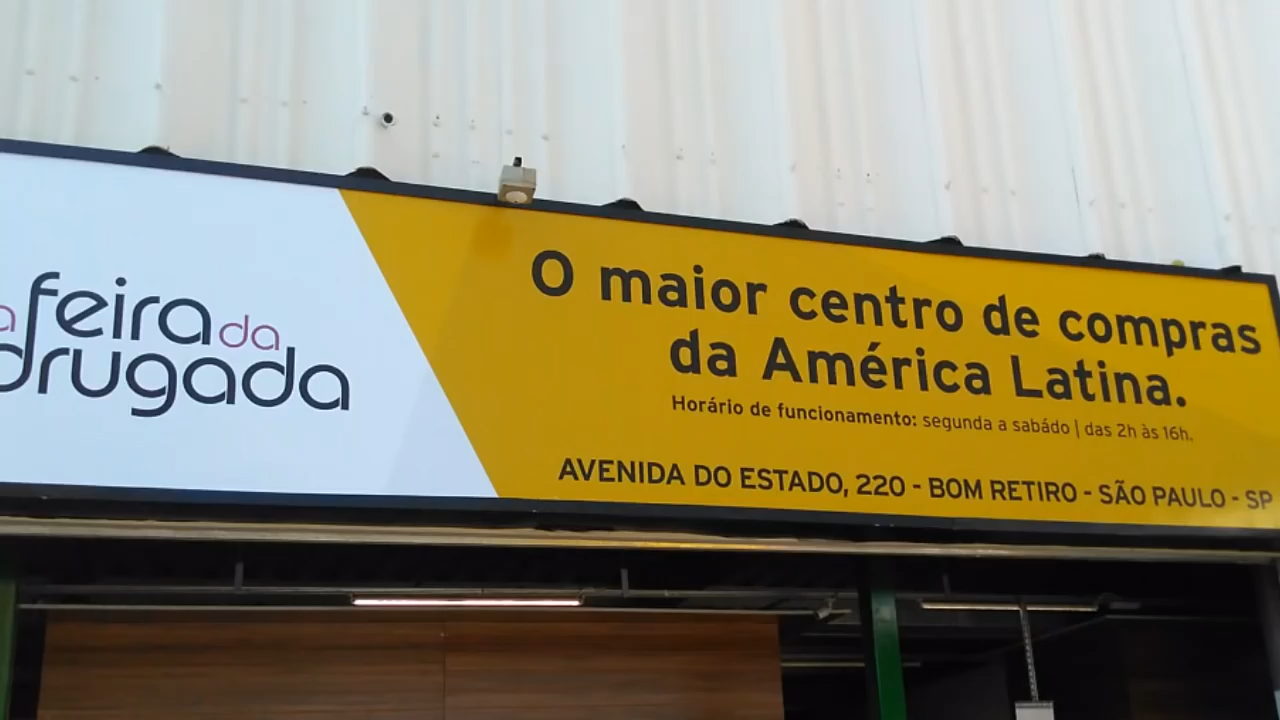 a feira da
drugada
O maior centro de compras
da América Latina.
Horário de funcionamento: segunda a sabádo | das 2h às 16h.
AVENIDA DO ESTADO, 220 - BOM RETIRO - SÃO PAULO - SP